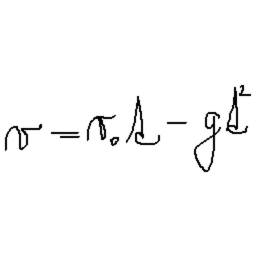 v = v₀t - gt²